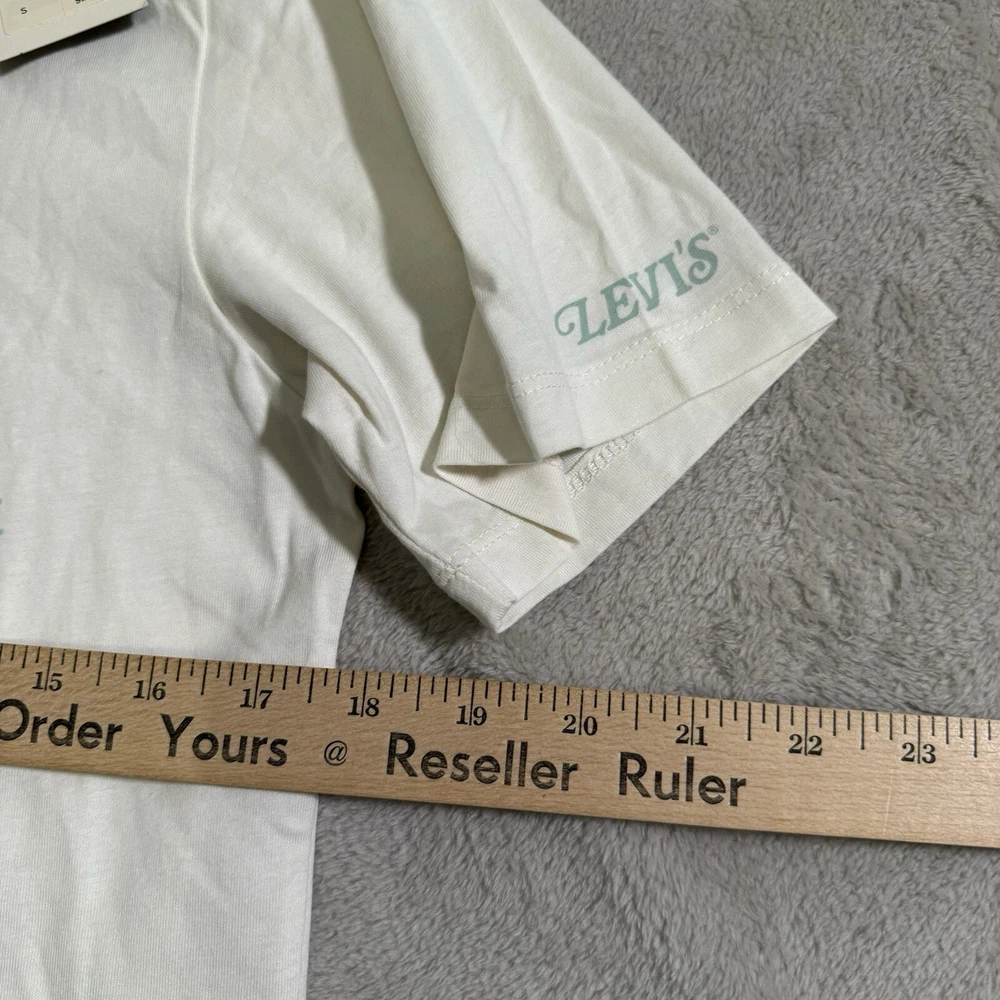 S
LEVI'S®
15 16 17 18 19 20 21 22 23
Order Yours @ Reseller Ruler